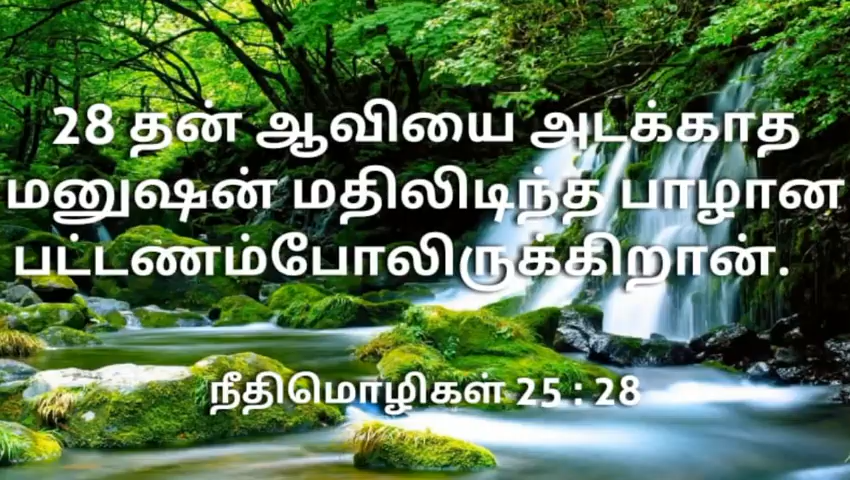 28 தன் ஆவியை அடக்காத
மனுஷன் மதிலிடிந்த பாழான
பட்டணம்போலிருக்கிறான்.
நீதிமொழிகள் 25 : 28